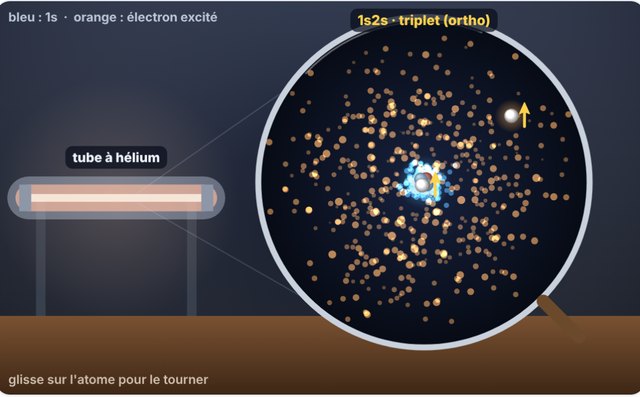 bleu : 1s · orange : électron excité
1s2s · triplet (ortho)
tube à hélium
glisse sur l'atome pour le tourner